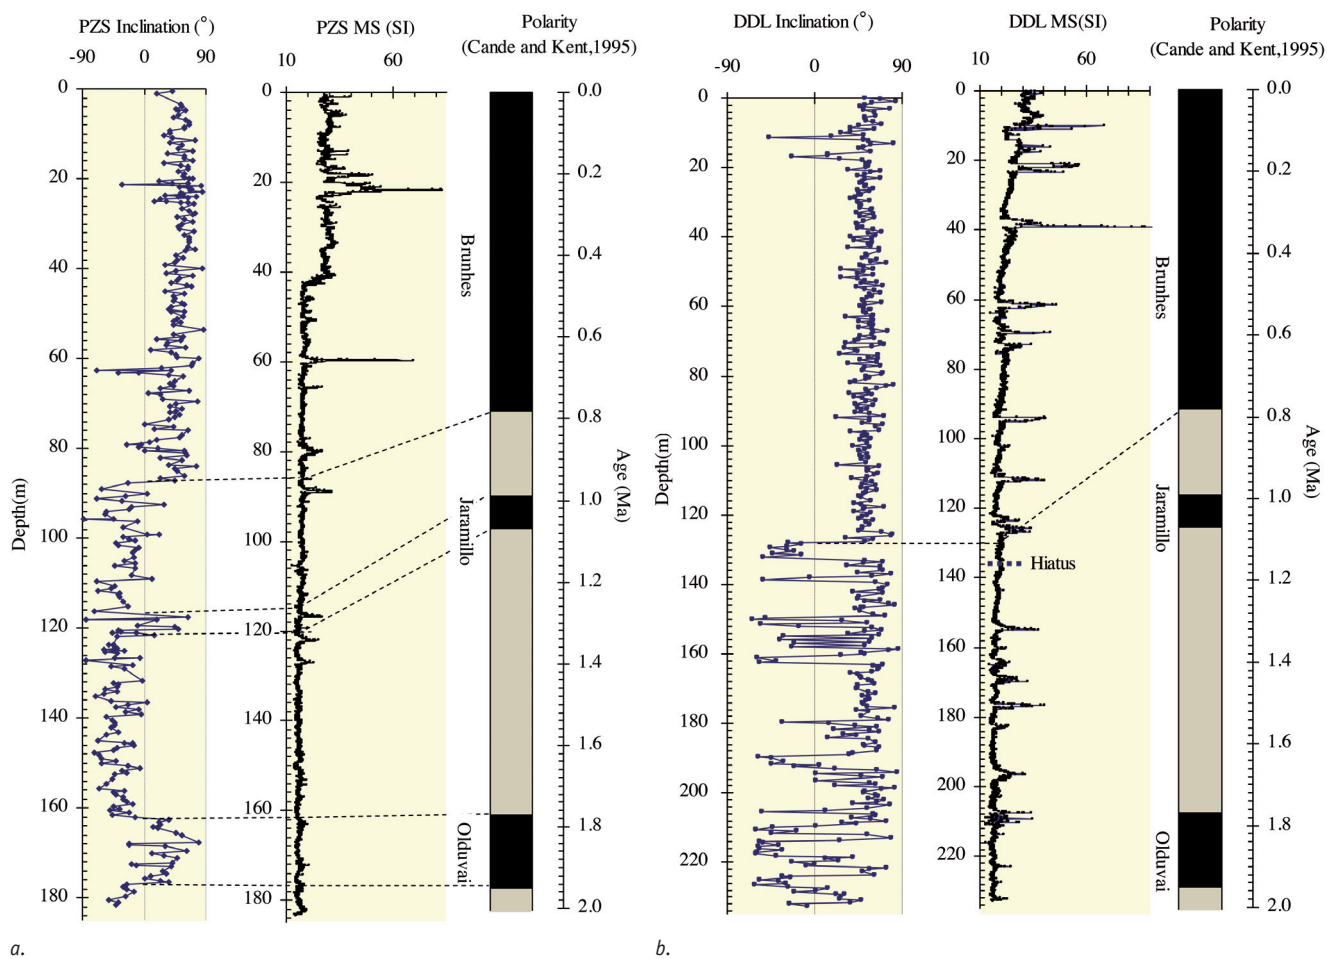 PZS Inclination (°)
-90 0 90
PZS MS (SI)
10 60
Polarity
(Cande and Kent,1995)
Depth(m)
0
20
40
60
80
100
120
140
160
180
0
20
40
60
80
100
120
140
160
180
Brunhes
Jaramillo
Olduvai
0.0
0.2
0.4
0.6
0.8
1.0
1.2
1.4
1.6
1.8
2.0
Age (Ma)
a.
DDL Inclination (°)
-90 0 90
DDL MS(SI)
10 60
Polarity
(Cande and Kent,1995)
Depth(m)
0
20
40
60
80
100
120
140
160
180
200
220
0
20
40
60
80
100
120
140
160
180
200
220
Hiatus
Brunhes
Jaramillo
Olduvai
0.0
0.2
0.4
0.6
0.8
1.0
1.2
1.4
1.6
1.8
2.0
Age (Ma)
b.